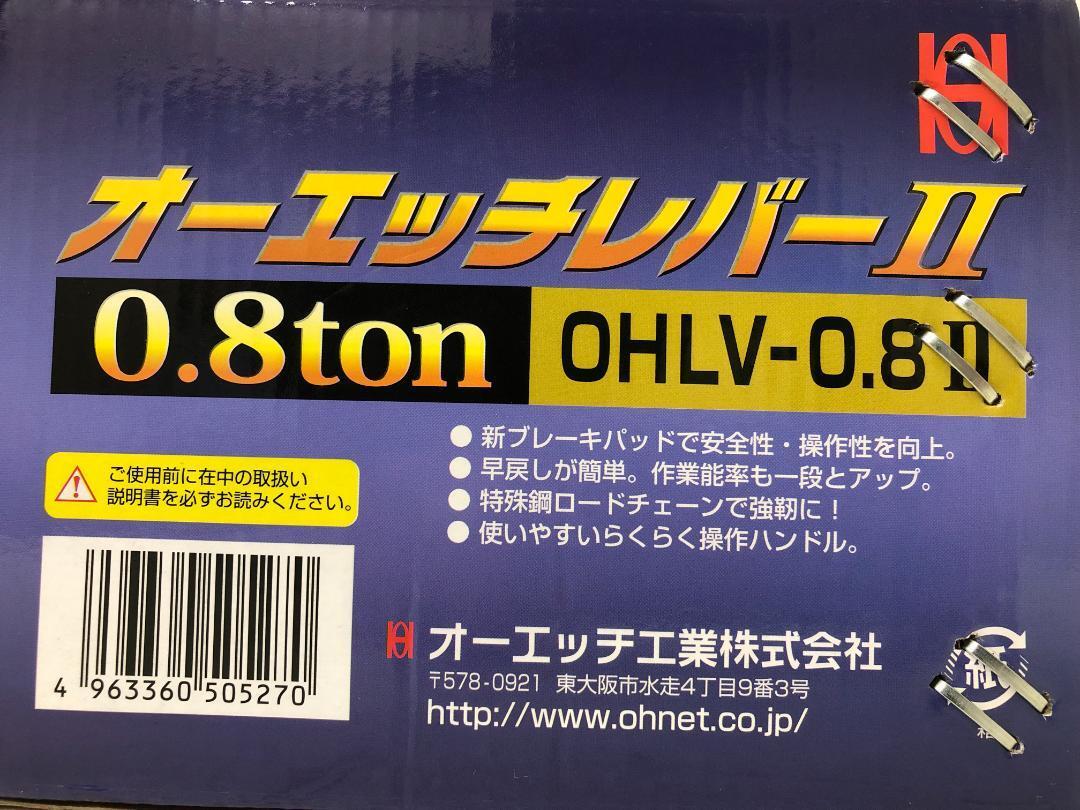 オーエッチレバーII
0.8ton
OHLV-0.8 II
● 新ブレーキパッドで安全性・操作性を向上。
● 早戻しが簡単。作業能率も一段とアップ。
● 特殊鋼ロードチェーンで強靭に！
● 使いやすいらくらく操作ハンドル。
ご使用前に在中の取扱い
説明書を必ずお読みください。
4 963360 505270
オーエッチ工業株式会社
〒578-0921 東大阪市水走4丁目9番3号
http://www.ohnet.co.jp/
紙
箱